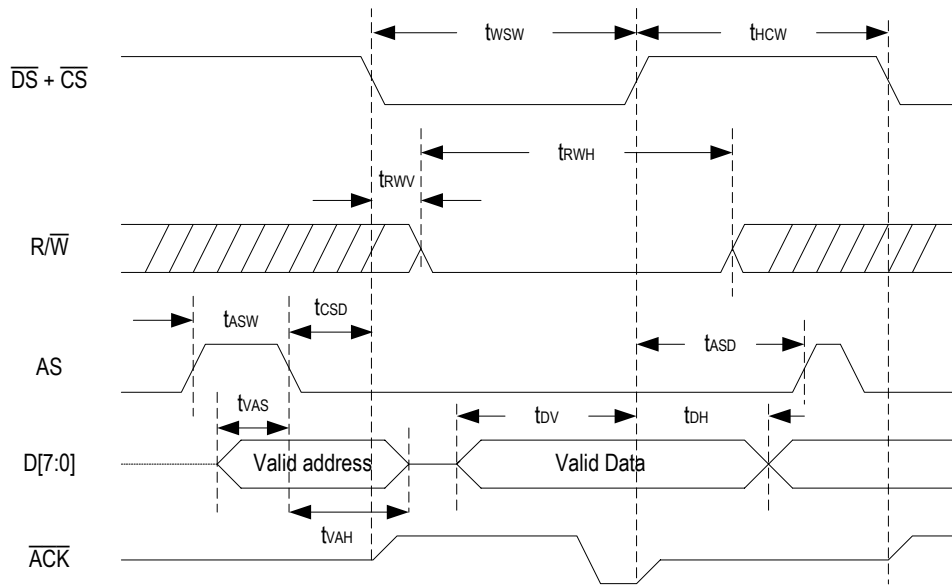 tWSW tHCW
DS + CS
tRWH
tRWV
R/W
tASW tCSD
tASD
AS
tVAS tDV tDH
D[7:0] Valid address Valid Data
tVAH
ACK